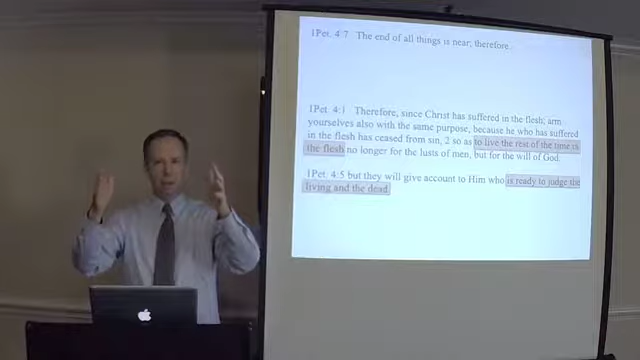 1Pet. 4:7 The end of all things is near; therefore
1Pet. 4:1 Therefore, since Christ has suffered in the flesh, arm
yourselves also with the same purpose, because he who has suffered
in the flesh has ceased from sin, 2 so as to live the rest of the time
the flesh no longer for the lusts of men, but for the will of God.
1Pet. 4:5 but they will give account to Him who is ready to judge the
living and the dead